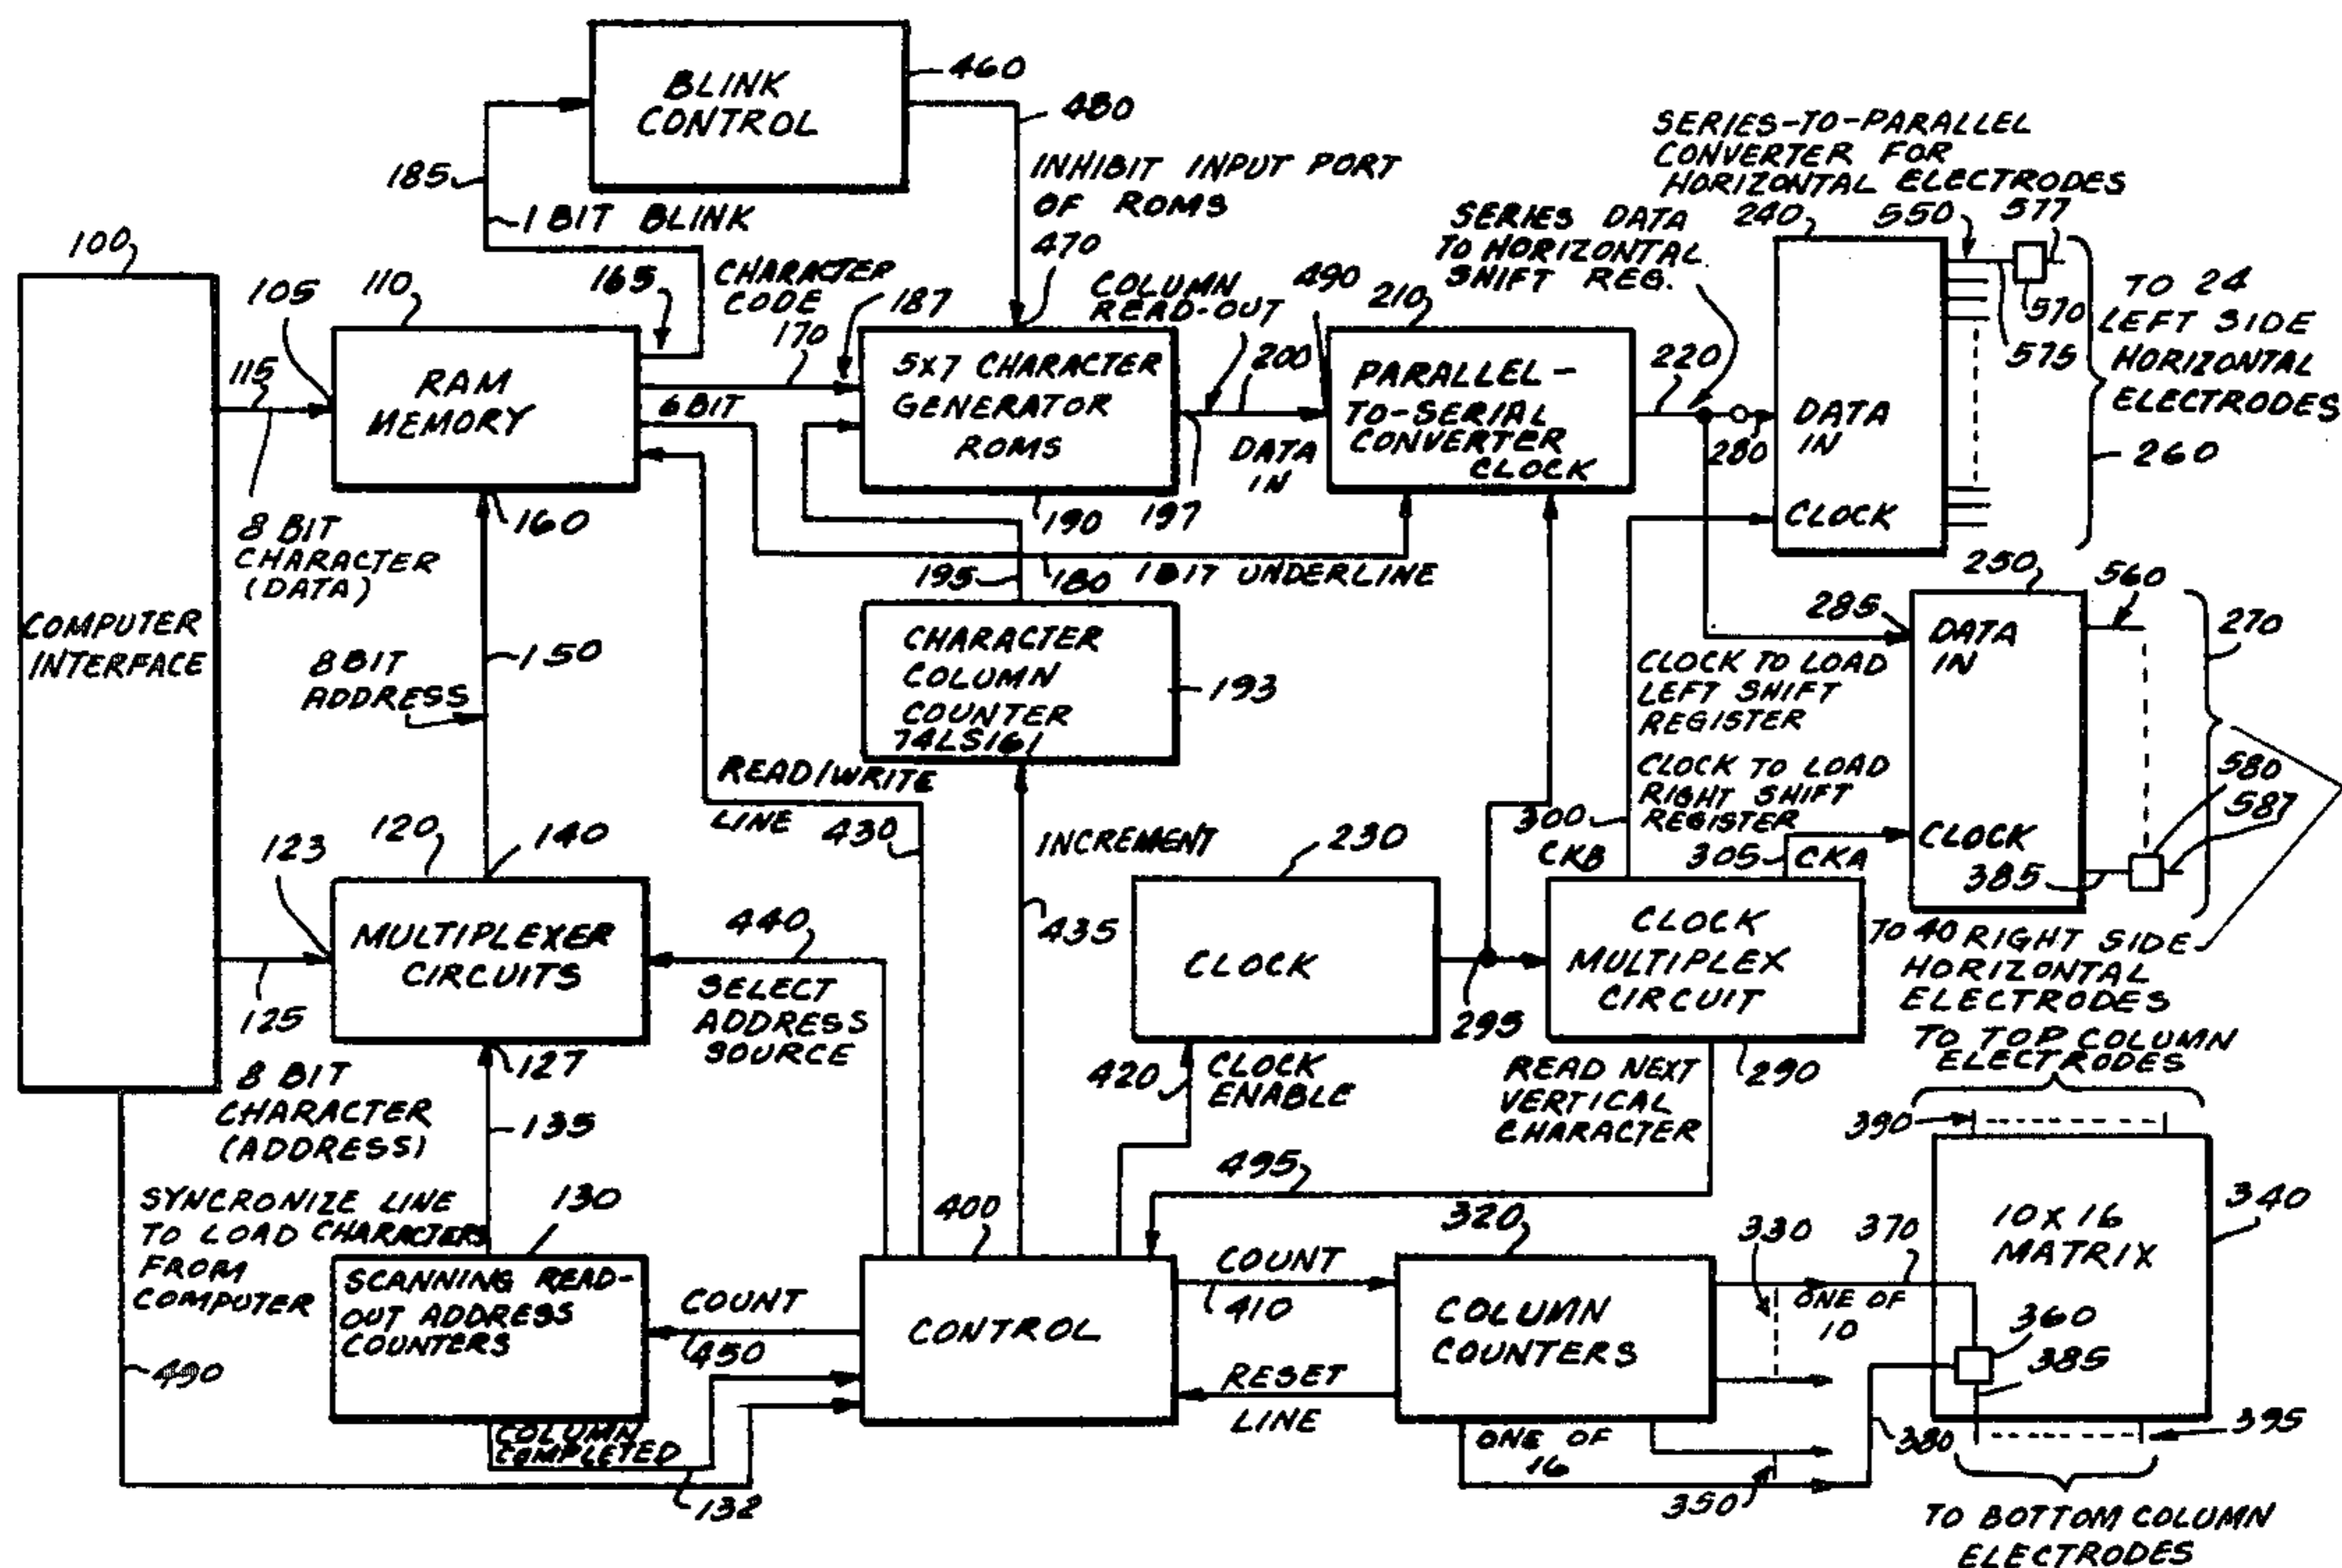 BLINK
CONTROL
460
480
185
1 BIT BLINK
INHIBIT INPUT PORT
OF ROMS
470
SERIES-TO-PARALLEL
CONVERTER FOR
HORIZONTAL ELECTRODES
240
550
577
SERIES DATA
TO HORIZONTAL
SHIFT REG.
100
105
110
165
CHARACTER
CODE
170
187
COLUMN
READ-OUT
490
210
570
575
TO 24
LEFT SIDE
HORIZONTAL
ELECTRODES
260
115
RAM
MEMORY
6 BIT
5X7 CHARACTER
GENERATOR
ROMS
200
DATA
IN
PARALLEL-
TO-SERIAL
CONVERTER
CLOCK
220
280
DATA
IN
CLOCK
160
190
197
8 BIT
CHARACTER
(DATA)
195
180
1 BIT UNDERLINE
250
560
COMPUTER
INTERFACE
8 BIT
ADDRESS
150
CHARACTER
COLUMN
COUNTER
74LS161
193
285
DATA
IN
CLOCK
270
CLOCK TO LOAD
LEFT SHIFT
REGISTER
CLOCK TO LOAD
RIGHT SHIFT
REGISTER
580
587
READ/WRITE
LINE
430
300
CKB
305
CKA
385
123
120
140
INCREMENT
230
MULTIPLEXER
CIRCUITS
440
435
CLOCK
CLOCK
MULTIPLEX
CIRCUIT
TO 40 RIGHT SIDE
HORIZONTAL
ELECTRODES
125
SELECT
ADDRESS
SOURCE
295
TO TOP COLUMN
ELECTRODES
127
8 BIT
CHARACTER
(ADDRESS)
135
420
CLOCK
ENABLE
READ NEXT
VERTICAL
CHARACTER
290
390
495
SYNCRONIZE LINE
TO LOAD CHARACTERS
FROM
COMPUTER
130
400
320
330
370
340
SCANNING READ-
OUT ADDRESS
COUNTERS
COUNT
450
CONTROL
COUNT
410
COLUMN
COUNTERS
ONE OF
10
10 X 16
MATRIX
360
385
490
RESET
LINE
COLUMN
COMPLETED
132
ONE OF
16
350
380
395
TO BOTTOM COLUMN
ELECTRODES